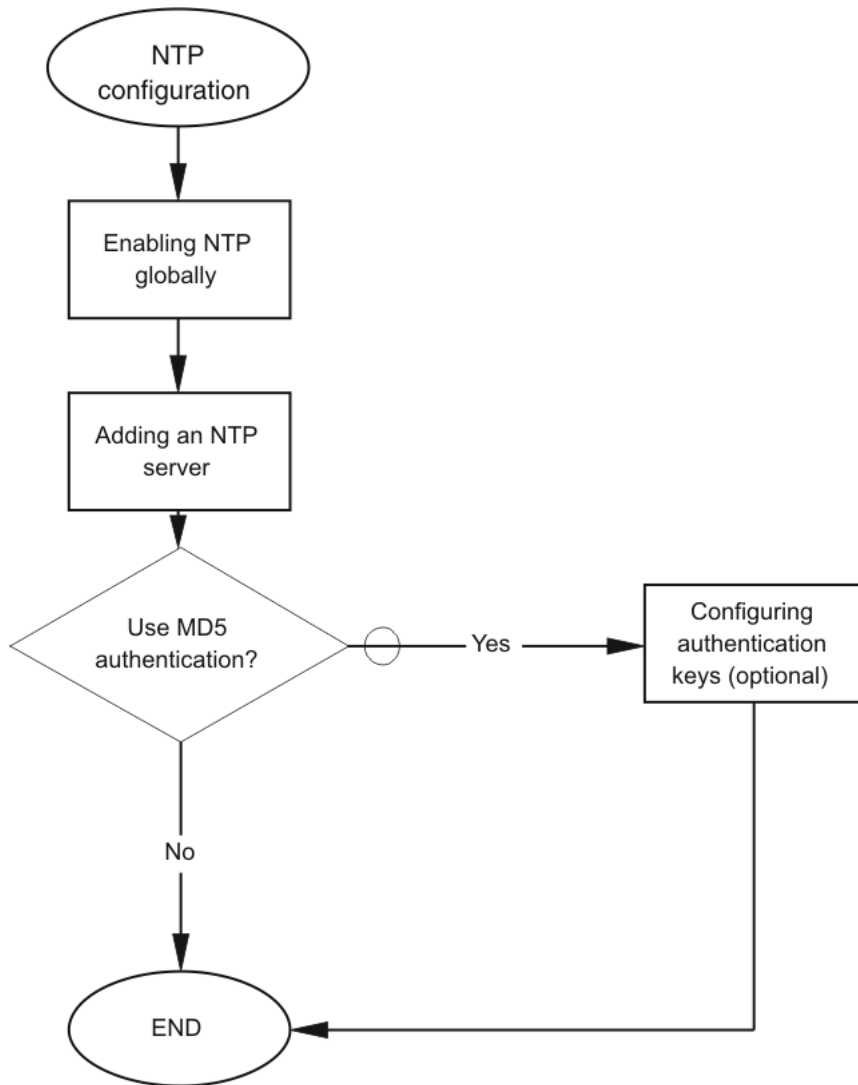 NTP
configuration
Enabling NTP
globally
Adding an NTP
server
Use MD5
authentication?
Yes
Configuring
authentication
keys (optional)
No
END